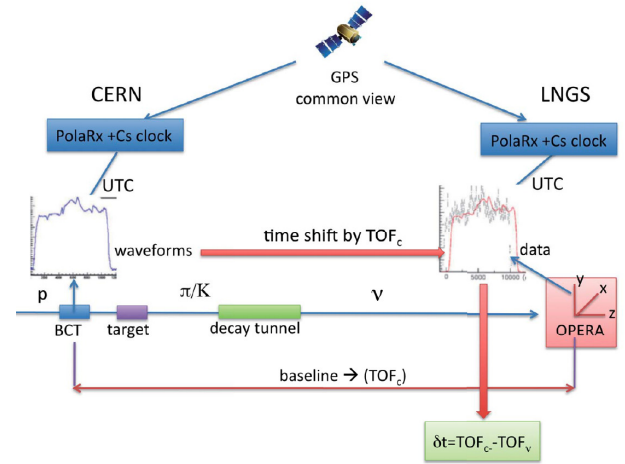 GPS
common view
CERN
LNGS
PolaRx +Cs clock
PolaRx +Cs clock
UTC
UTC
waveforms
time shift by TOFc
data
0 5000 10000
p
π/K
ν
y
x
z
BCT
target
decay tunnel
OPERA
baseline → (TOFc)
δt=TOFc-TOFν